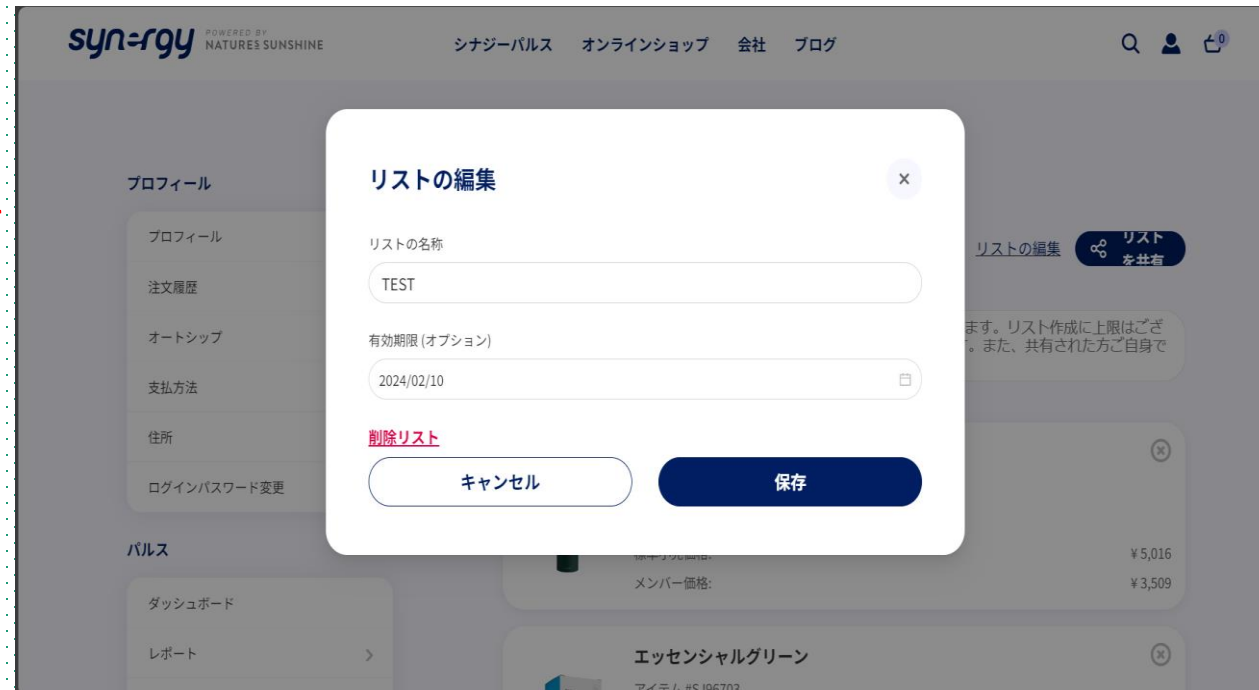 synergy POWERED BY
NATURE'S SUNSHINE
シナジーパルス オンラインショップ 会社 ブログ
0
プロフィール
プロフィール
注文履歴
オートシップ
支払方法
住所
ログインパスワード変更
パルス
ダッシュボード
レポート
リストの編集
×
リストの名称
TEST
有効期限 (オプション)
2024/02/10
削除リスト
キャンセル
保存
リストの編集
リスト
を共有
ます。リスト作成に上限はござ
。また、共有された方ご自身で
¥5,016
メンバー価格:
¥3,509
エッセンシャルグリーン
アイテム #SJ96703